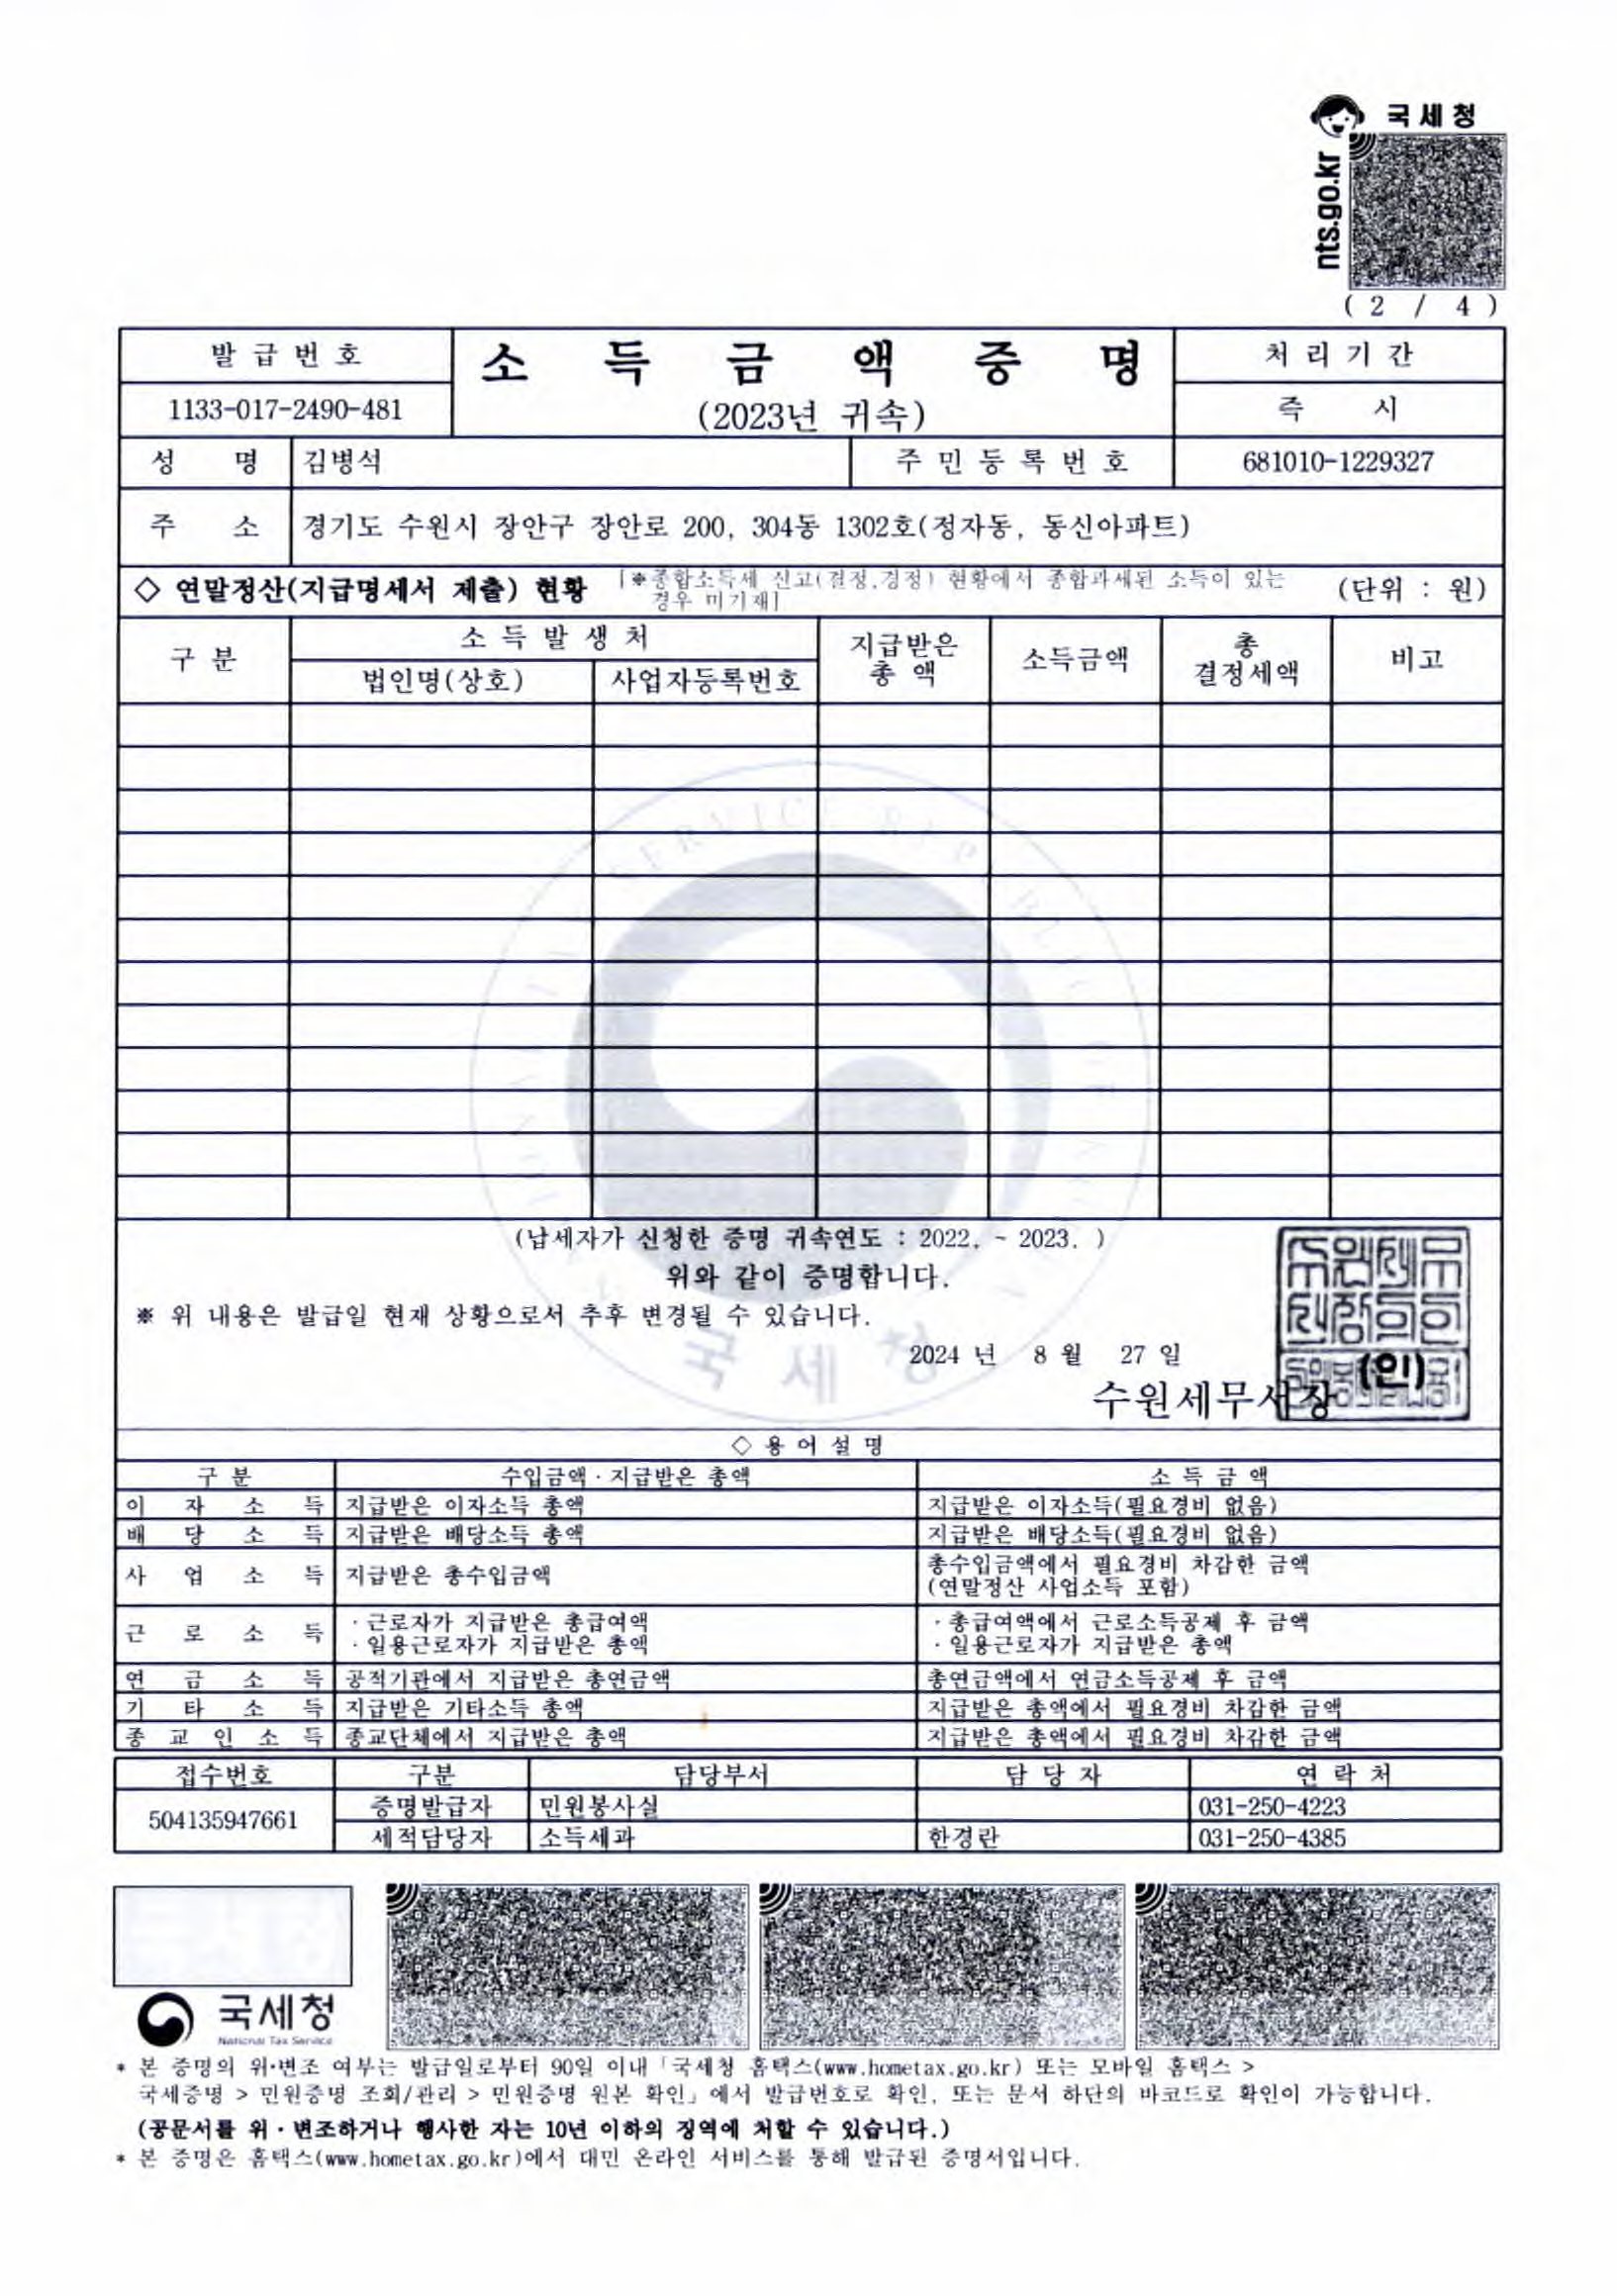 국세청
nts.go.kr
( 2 / 4 )
발급번호 소득금액증명 처리기간
1133-017-2490-481 (2023년 귀속) 즉 시
성 명 김병석 주민등록번호 681010-1229327
주 소 경기도 수원시 장안구 장안로 200, 304동 1302호(정자동, 동신아파트)
◇ 연말정산(지급명세서 제출) 현황 [※종합소득세 신고(결정,경정) 현황에서 종합과세된 소득이 있는 경우 미기재] (단위 : 원)
구 분 소 득 발 생 처 지급받은 총 액 소득금액 총 결정세액 비고
법인명(상호) 사업자등록번호
(납세자가 신청한 증명 귀속연도 : 2022. ~ 2023. )
위와 같이 증명합니다.
※ 위 내용은 발급일 현재 상황으로서 추후 변경될 수 있습니다.
국세청
2024 년 8 월 27 일
수원세무서장 (인)
◇ 용 어 설 명
구 분 수입금액·지급받은 총액 소 득 금 액
이 자 소 득 지급받은 이자소득 총액 지급받은 이자소득(필요경비 없음)
배 당 소 득 지급받은 배당소득 총액 지급받은 배당소득(필요경비 없음)
사 업 소 득 지급받은 총수입금액 총수입금액에서 필요경비 차감한 금액
(연말정산 사업소득 포함)
근 로 소 득 · 근로자가 지급받은 총급여액 · 총급여액에서 근로소득공제 후 금액
· 일용근로자가 지급받은 총액 · 일용근로자가 지급받은 총액
연 금 소 득 공적기관에서 지급받은 총연금액 총연금액에서 연금소득공제 후 금액
기 타 소 득 지급받은 기타소득 총액 지급받은 총액에서 필요경비 차감한 금액
종 교 인 소 득 종교단체에서 지급받은 총액 지급받은 총액에서 필요경비 차감한 금액
접수번호 구분 담당부서 담 당 자 연 락 처
504135947661 증명발급자 민원봉사실 031-250-4223
세적담당자 소득세과 한경란 031-250-4385
국세청
National Tax Service
* 본 증명의 위·변조 여부는 발급일로부터 90일 이내「국세청 홈택스(www.hometax.go.kr) 또는 모바일 홈택스 >
국세증명 > 민원증명 조회/관리 > 민원증명 원본 확인」에서 발급번호로 확인, 또는 문서 하단의 바코드로 확인이 가능합니다.
(공문서를 위·변조하거나 행사한 자는 10년 이하의 징역에 처할 수 있습니다.)
* 본 증명은 홈택스(www.hometax.go.kr)에서 대민 온라인 서비스를 통해 발급된 증명서입니다.